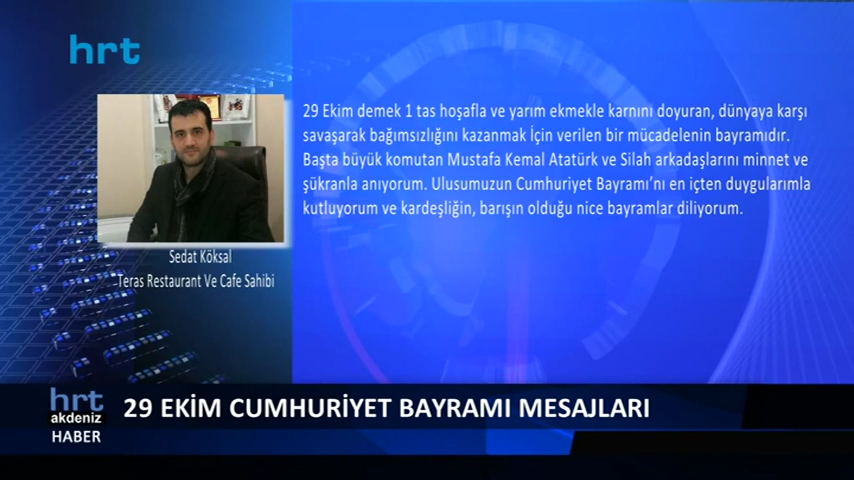 hrt
29 Ekim demek 1 tas hoşafla ve yarım ekmekle karnını doyuran, dünyaya karşı
savaşarak bağımsızlığını kazanmak İçin verilen bir mücadelenin bayramıdır.
Başta büyük komutan Mustafa Kemal Atatürk ve Silah arkadaşlarını minnet ve
şükranla anıyorum. Ulusumuzun Cumhuriyet Bayramı’nı en içten duygularımla
kutluyorum ve kardeşliğin, barışın olduğu nice bayramlar diliyorum.
Sedat Köksal
Teras Restaurant Ve Cafe Sahibi
hrt
akdeniz
HABER
29 EKİM CUMHURİYET BAYRAMI MESAJLARI